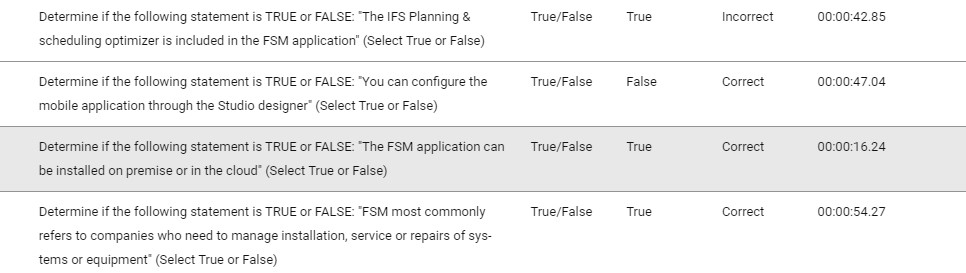 Determine if the following statement is TRUE or FALSE: "The IFS Planning & True/False True Incorrect 00:00:42.85
scheduling optimizer is included in the FSM application" (Select True or False)
Determine if the following statement is TRUE or FALSE: "You can configure the True/False False Correct 00:00:47.04
mobile application through the Studio designer" (Select True or False)
Determine if the following statement is TRUE or FALSE: "The FSM application can True/False True Correct 00:00:16.24
be installed on premise or in the cloud" (Select True or False)
Determine if the following statement is TRUE or FALSE: "FSM most commonly True/False True Correct 00:00:54.27
refers to companies who need to manage installation, service or repairs of sys-
tems or equipment" (Select True or False)